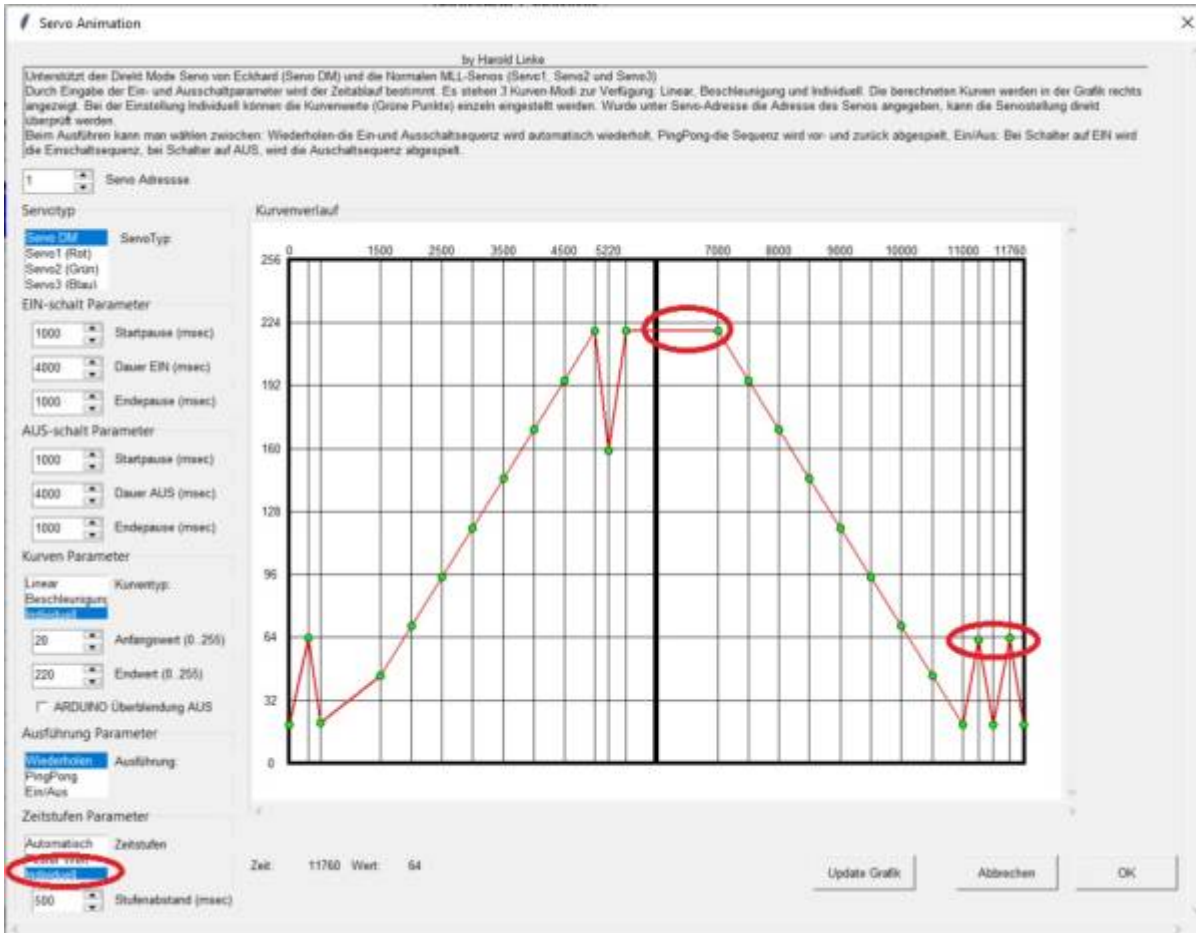 Servo Animation
by Harold Linke
Unterstützt den Direkt Mode Servo von Eckhard (Servo DM) und die Normalen MLL-Servos (Servo1, Servo2 und Servo3)
Durch Eingabe der Ein- und Ausschaltparameter wird der Zeitablauf bestimmt. Es stehen 3 Kurven-Modi zur Verfügung: Linear, Beschleunigung und Individuell. Die berechneten Kurven werden in der Grafik rechts
angezeigt. Bei der Einstellung Individuell können die Kurvenwerte (Grüne Punkte) einzeln eingestellt werden. Wurde unter Servo-Adresse die Adresse des Servos angegeben, kann die Servostellung direkt
überprüft werden.
Beim Ausführen kann man wählen zwischen: Wiederholen-die Ein-und Ausschaltsequenz wird automatisch wiederholt, PingPong-die Sequenz wird vor- und zurück abgespielt, Ein/Aus: Bei Schalter auf EIN wird
die Einschaltsequenz, bei Schalter auf AUS, wird die Auschaltsequenz abgespielt.
1 Servo Adressse
Servotyp
Servo DM ServoTyp:
Servo1 (Rot)
Servo2 (Grün)
Servo3 (Blau)
EIN-schalt Parameter
1000 Startpause (msec)
4000 Dauer EIN (msec)
1000 Endepause (msec)
AUS-schalt Parameter
1000 Startpause (msec)
4000 Dauer AUS (msec)
1000 Endepause (msec)
Kurven Parameter
Linear Kurventyp:
Beschleunigung
Individuell
20 Anfangswert (0..255)
220 Endwert (0..255)
ARDUINO Überblendung AUS
Ausführung Parameter
Wiederholen Ausführung:
PingPong
Ein/Aus
Zeitstufen Parameter
Automatisch Zeitstufen
Individuell
500 Stufenabstand (msec)
Kurvenverlauf
0 1500 2500 3500 4500 5220 7000 8000 9000 10000 11000 11760
256
224
192
160
128
96
64
32
0
Zeit: 11760 Wert: 64
Update Grafik
Abbrechen
OK